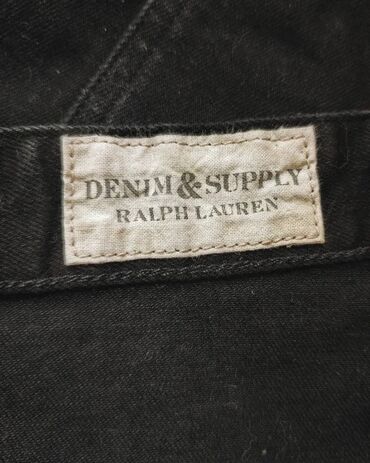 DENIM & SUPPLY
RALPH LAUREN